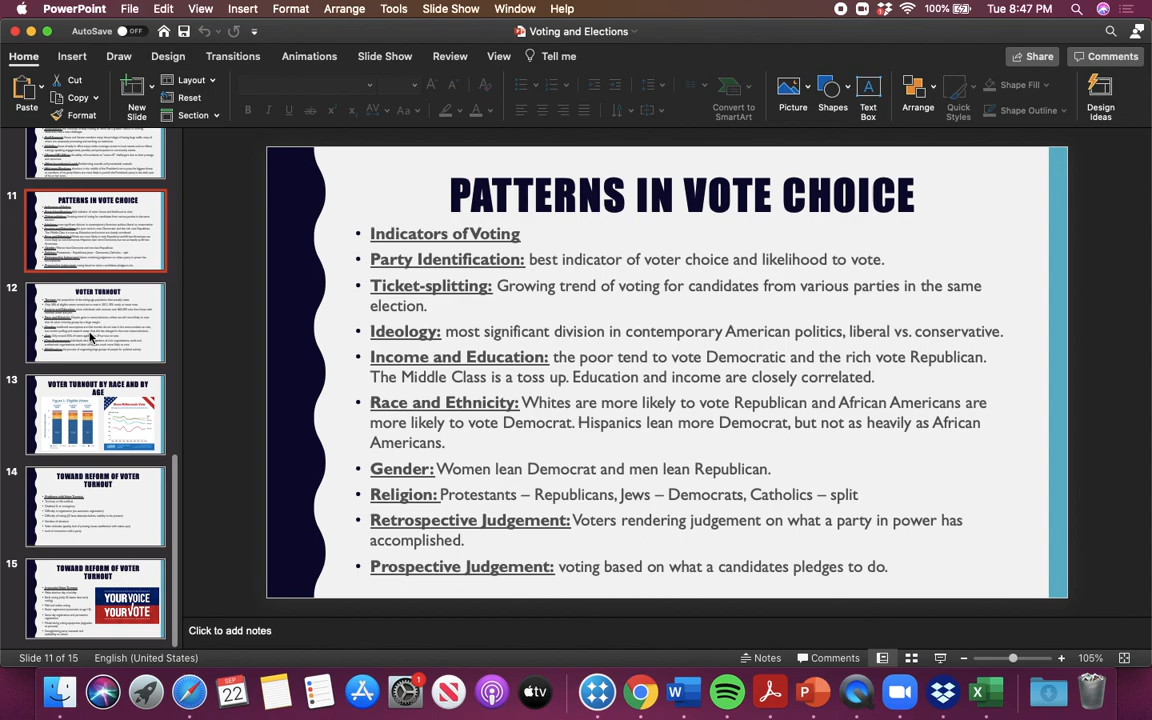 PowerPoint File Edit View Insert Format Arrange Tools Slide Show Window Help 100% Tue 8:47 PM
AutoSave OFF Voting and Elections
Home Insert Draw Design Transitions Animations Slide Show Review View Tell me Share Comments
Paste Cut Copy Format New Slide Layout Reset Section B I U ab x x AV Aa A Convert to SmartArt Picture Shapes Text Box Arrange Quick Styles Shape Fill Shape Outline Design Ideas
11
PATTERNS IN VOTE CHOICE
12
VOTER TURNOUT
13
VOTER TURNOUT BY RACE AND BY
AGE
14
TOWARD REFORM OF VOTER
TURNOUT
15
TOWARD REFORM OF VOTER
TURNOUT
YOUR VOICE
YOUR VOTE
PATTERNS IN VOTE CHOICE
• Indicators of Voting
• Party Identification: best indicator of voter choice and likelihood to vote.
• Ticket-splitting: Growing trend of voting for candidates from various parties in the same
election.
• Ideology: most significant division in contemporary American politics, liberal vs. conservative.
• Income and Education: the poor tend to vote Democratic and the rich vote Republican.
The Middle Class is a toss up. Education and income are closely correlated.
• Race and Ethnicity: Whites are more likely to vote Republican and African Americans are
more likely to vote Democrat. Hispanics lean more Democrat, but not as heavily as African
Americans.
• Gender: Women lean Democrat and men lean Republican.
• Religion: Protestants – Republicans, Jews – Democrats, Catholics – split
• Retrospective Judgement: Voters rendering judgement on what a party in power has
accomplished.
• Prospective Judgement: voting based on what a candidates pledges to do.
Click to add notes
Slide 11 of 15 English (United States) Notes Comments 105%
SEP
22
1
tv